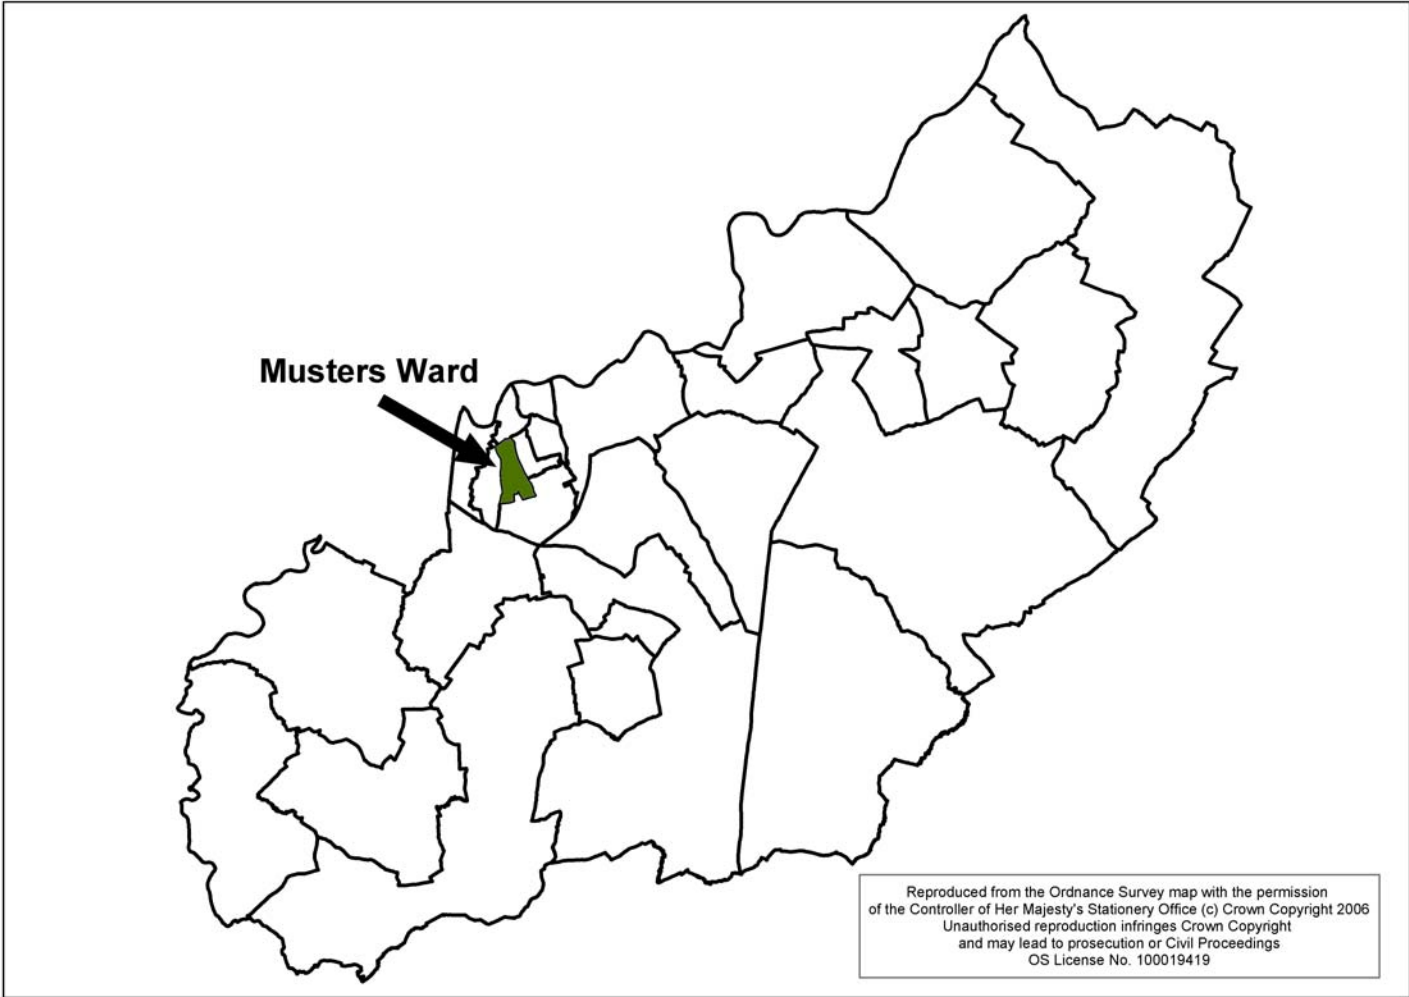 Musters Ward
Reproduced from the Ordnance Survey map with the permission
of the Controller of Her Majesty's Stationery Office (c) Crown Copyright 2006
Unauthorised reproduction infringes Crown Copyright
and may lead to prosecution or Civil Proceedings
OS License No. 100019419